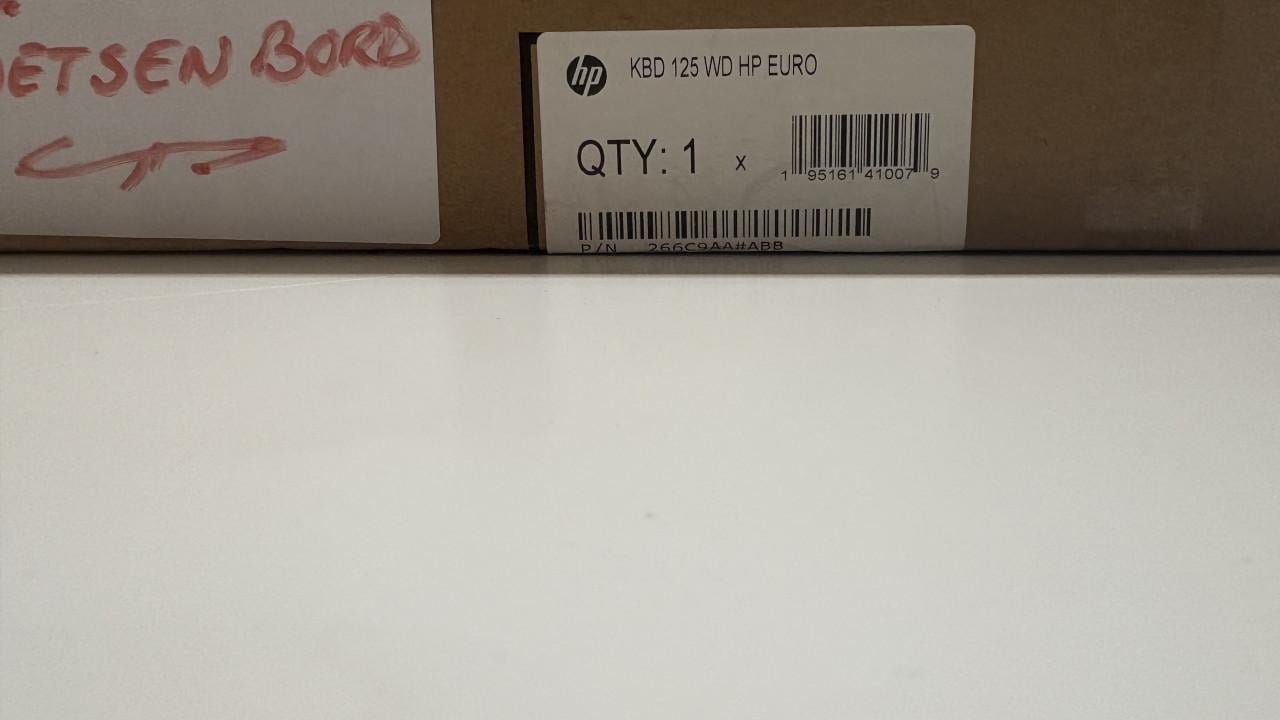 ETSEN BORD
hp
KBD 125 WD HP EURO
QTY: 1 x
1 95161 41007 9
P/N 266C9AA#ABB